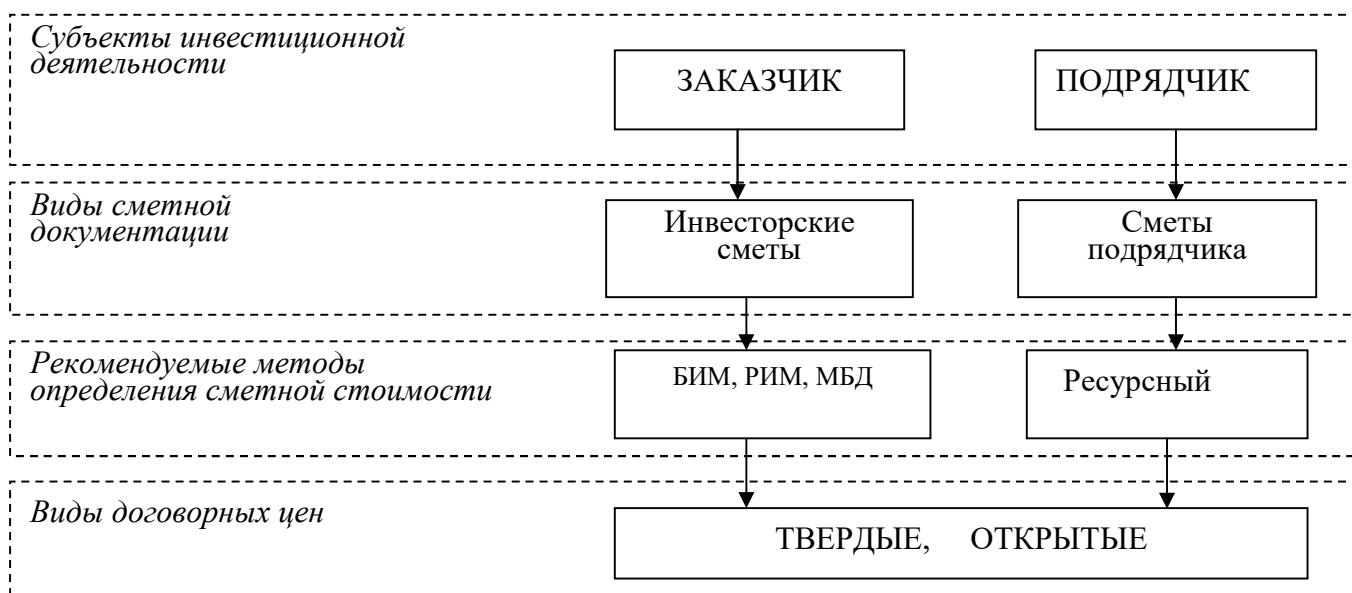 Субъекты инвестиционной
деятельности
ЗАКАЗЧИК
ПОДРЯДЧИК
Виды сметной
документации
Инвесторские
сметы
Сметы
подрядчика
Рекомендуемые методы
определения сметной стоимости
БИМ, РИМ, МБД
Ресурсный
Виды договорных цен
ТВЕРДЫЕ, ОТКРЫТЫЕ